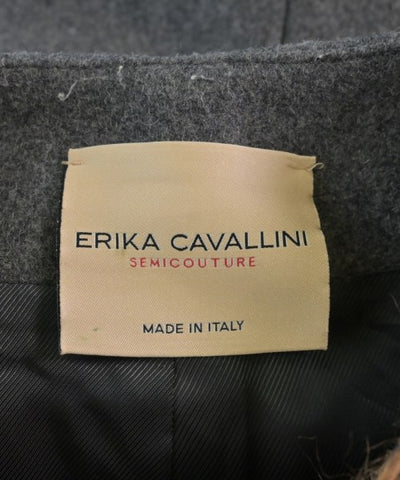 ERIKA CAVALLINI
SEMICOUTURE
MADE IN ITALY